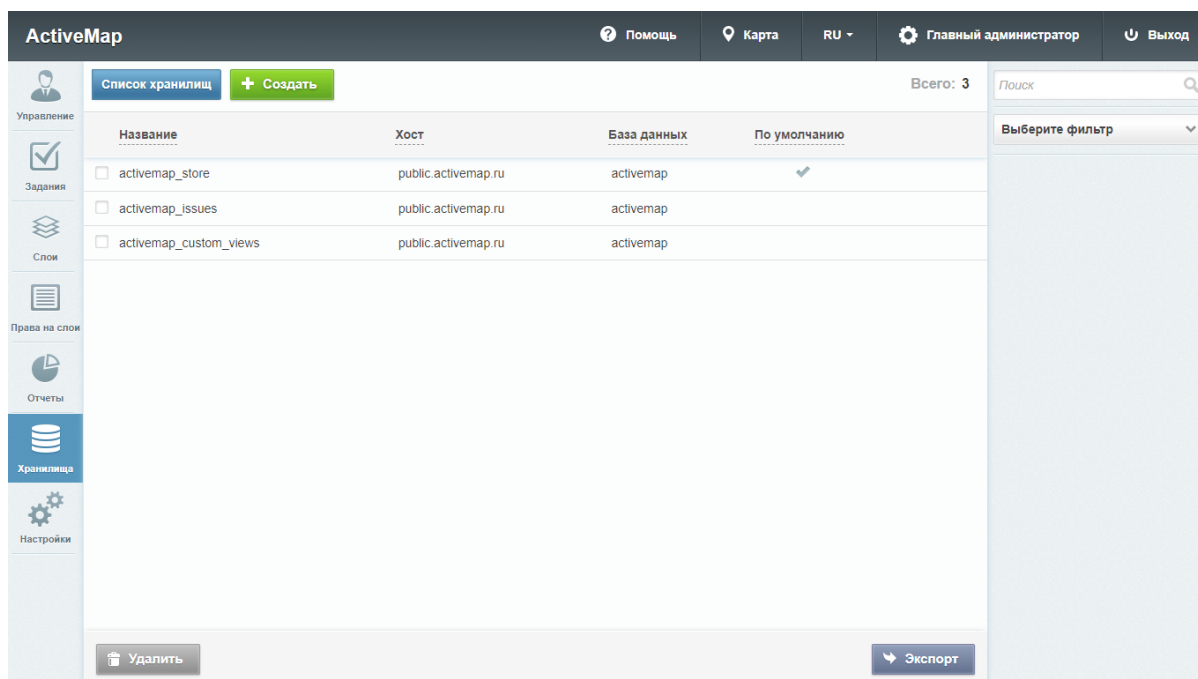 ActiveMap
Помощь
Карта
RU
Главный администратор
Выход
Управление
Задания
Слои
Права на слои
Отчеты
Хранилища
Настройки
Список хранилищ
Создать
Всего: 3
Название Хост База данных По умолчанию
activemap_store public.activemap.ru activemap
activemap_issues public.activemap.ru activemap
activemap_custom_views public.activemap.ru activemap
Удалить
Экспорт
Поиск
Выберите фильтр